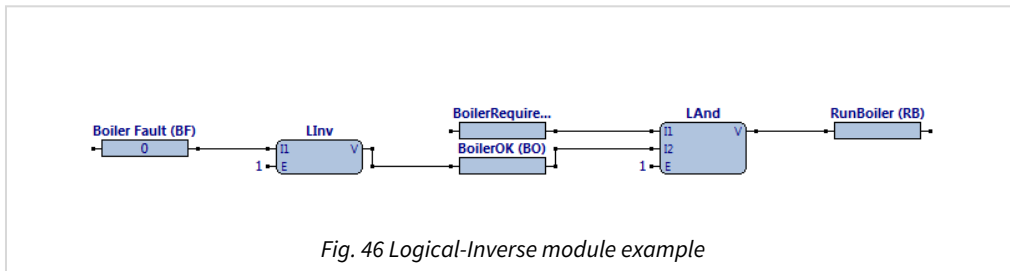 Boiler Fault (BF)
0
LInv
I1 V
1 E
BoilerRequire...
BoilerOK (BO)
LAnd
I1 V
I2
1 E
RunBoiler (RB)
Fig. 46 Logical-Inverse module example